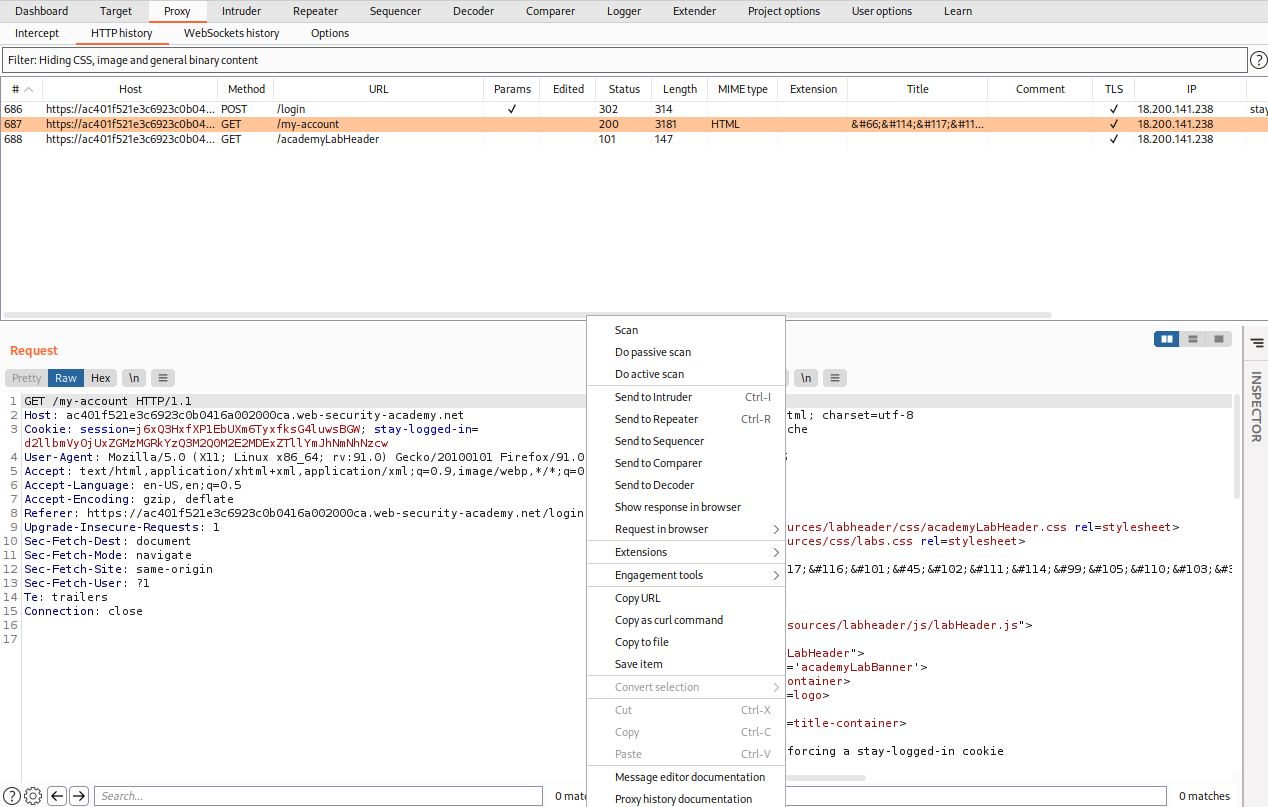 Dashboard Target Proxy Intruder Repeater Sequencer Decoder Comparer Logger Extender Project options User options Learn
Intercept HTTP history WebSockets history Options
Filter: Hiding CSS, image and general binary content
# Host Method URL Params Edited Status Length MIME type Extension Title Comment TLS IP
686 https://ac401f521e3c6923c0b04... POST /login ✓ 302 314 ✓ 18.200.141.238 stay
687 https://ac401f521e3c6923c0b04... GET /my-account 200 3181 HTML &#66;&#114;&#117;&#11... ✓ 18.200.141.238
688 https://ac401f521e3c6923c0b04... GET /academyLabHeader 101 147 ✓ 18.200.141.238
Request
Pretty Raw Hex \n
1 GET /my-account HTTP/1.1
2 Host: ac401f521e3c6923c0b0416a002000ca.web-security-academy.net
3 Cookie: session=j6xQ3HxfXP1EbUXm6TyxfksG4luwsBGW; stay-logged-in=
d2llbmVyOjUxZGMzMGRkYzQ3M2Q0M2E2MDExZTllYmJhNmNhNzcw
4 User-Agent: Mozilla/5.0 (X11; Linux x86_64; rv:91.0) Gecko/20100101 Firefox/91.0
5 Accept: text/html,application/xhtml+xml,application/xml;q=0.9,image/webp,*/*;q=0
6 Accept-Language: en-US,en;q=0.5
7 Accept-Encoding: gzip, deflate
8 Referer: https://ac401f521e3c6923c0b0416a002000ca.web-security-academy.net/login
9 Upgrade-Insecure-Requests: 1
10 Sec-Fetch-Dest: document
11 Sec-Fetch-Mode: navigate
12 Sec-Fetch-Site: same-origin
13 Sec-Fetch-User: ?1
14 Te: trailers
15 Connection: close
16
17
Scan
Do passive scan
Do active scan
Send to Intruder Ctrl-I
Send to Repeater Ctrl-R
Send to Sequencer
Send to Comparer
Send to Decoder
Show response in browser
Request in browser
Extensions
Engagement tools
Copy URL
Copy as curl command
Copy to file
Save item
Convert selection
Cut Ctrl-X
Copy Ctrl-C
Paste Ctrl-V
Message editor documentation
Proxy history documentation
\n
tml; charset=utf-8
che
ources/labheader/css/academyLabHeader.css rel=stylesheet>
urces/css/labs.css rel=stylesheet>
17;&#116;&#101;&#45;&#102;&#111;&#114;&#99;&#105;&#110;&#103;&#3
sources/labheader/js/labHeader.js">
LabHeader">
='academyLabBanner'>
ontainer>
=logo>
=title-container>
forcing a stay-logged-in cookie
INSPECTOR
Search...
0 matc
0 matches